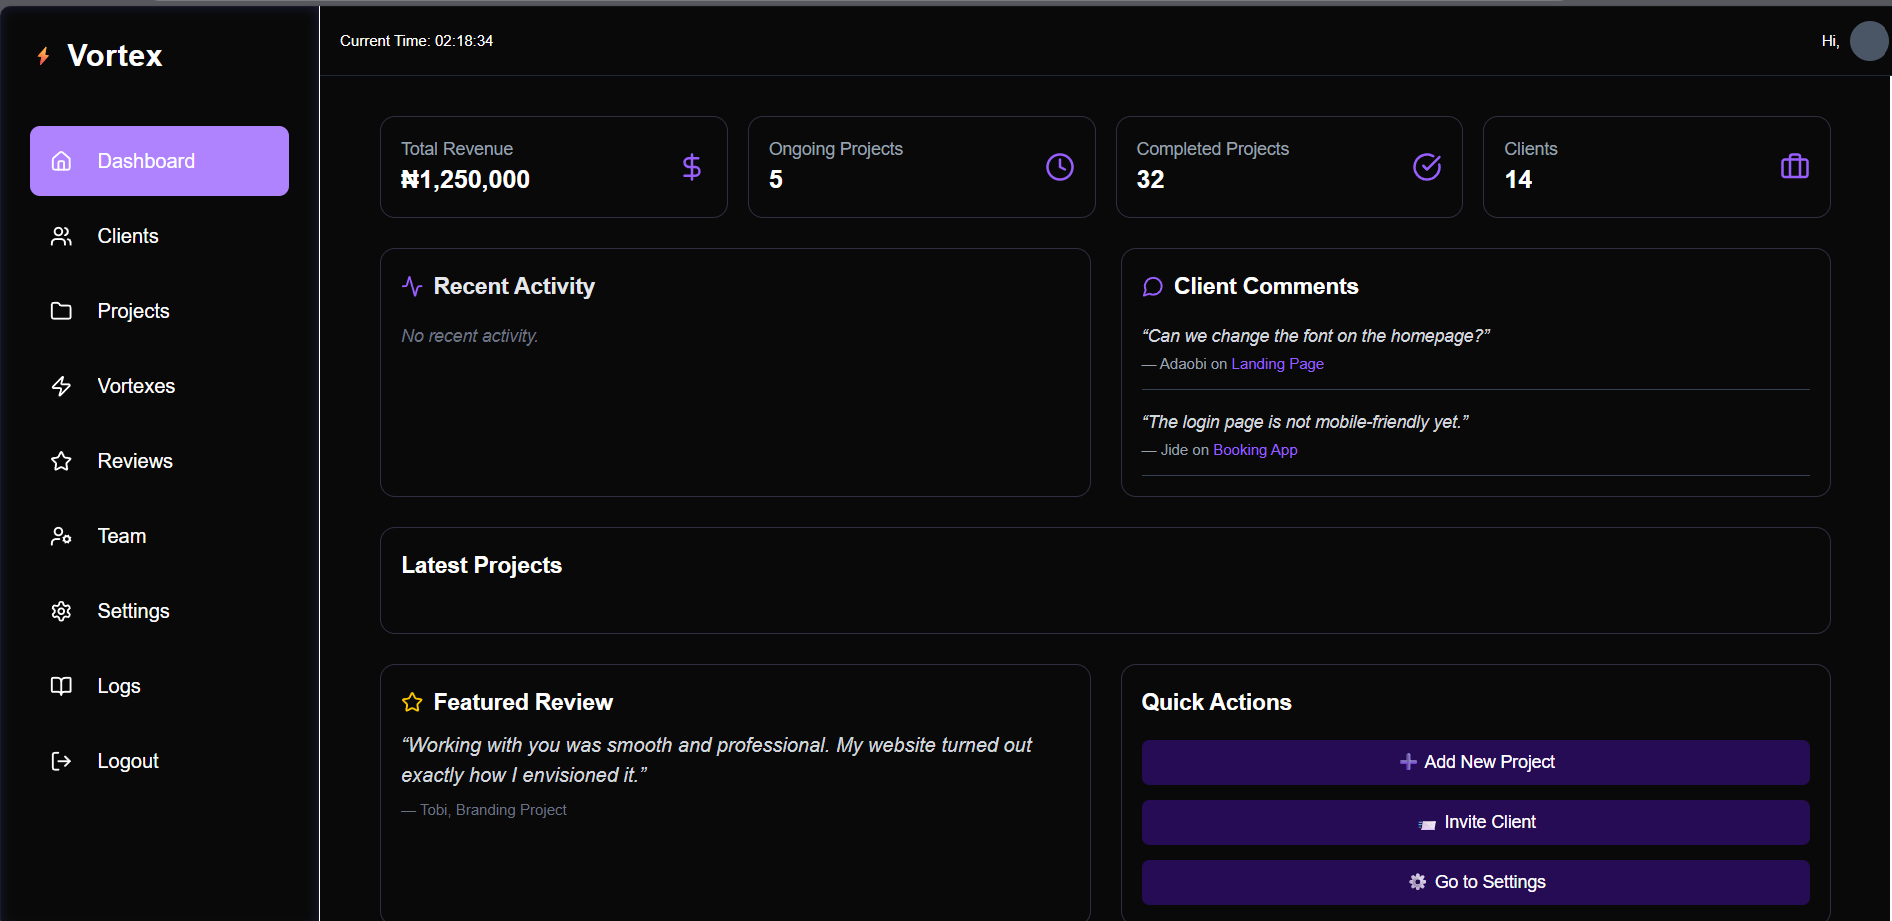 Vortex
Dashboard
Clients
Projects
Vortexes
Reviews
Team
Settings
Logs
Logout
Current Time: 02:18:34
Hi,
Total Revenue
₦1,250,000
Ongoing Projects
5
Completed Projects
32
Clients
14
Recent Activity
No recent activity.
Client Comments
“Can we change the font on the homepage?”
— Adaobi on Landing Page
“The login page is not mobile-friendly yet.”
— Jide on Booking App
Latest Projects
Featured Review
“Working with you was smooth and professional. My website turned out
exactly how I envisioned it.”
— Tobi, Branding Project
Quick Actions
➕ Add New Project
📨 Invite Client
⚙️ Go to Settings